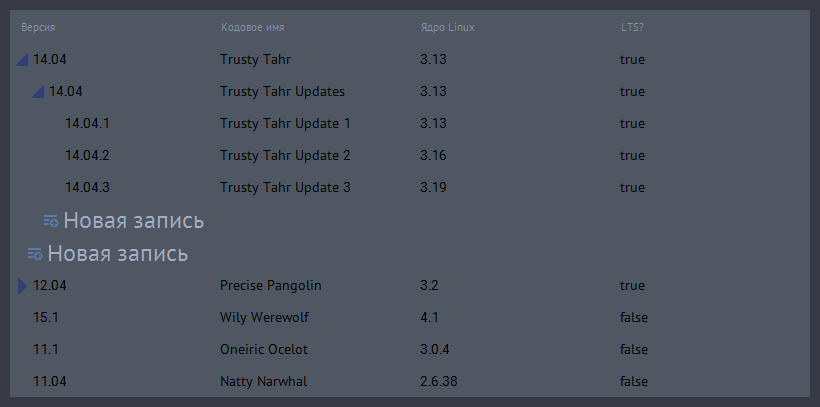 Версия Кодовое имя Ядро Linux LTS?
14.04 Trusty Tahr 3.13 true
14.04 Trusty Tahr Updates 3.13 true
14.04.1 Trusty Tahr Update 1 3.13 true
14.04.2 Trusty Tahr Update 2 3.16 true
14.04.3 Trusty Tahr Update 3 3.19 true
Новая запись
Новая запись
12.04 Precise Pangolin 3.2 true
15.1 Wily Werewolf 4.1 false
11.1 Oneiric Ocelot 3.0.4 false
11.04 Natty Narwhal 2.6.38 false